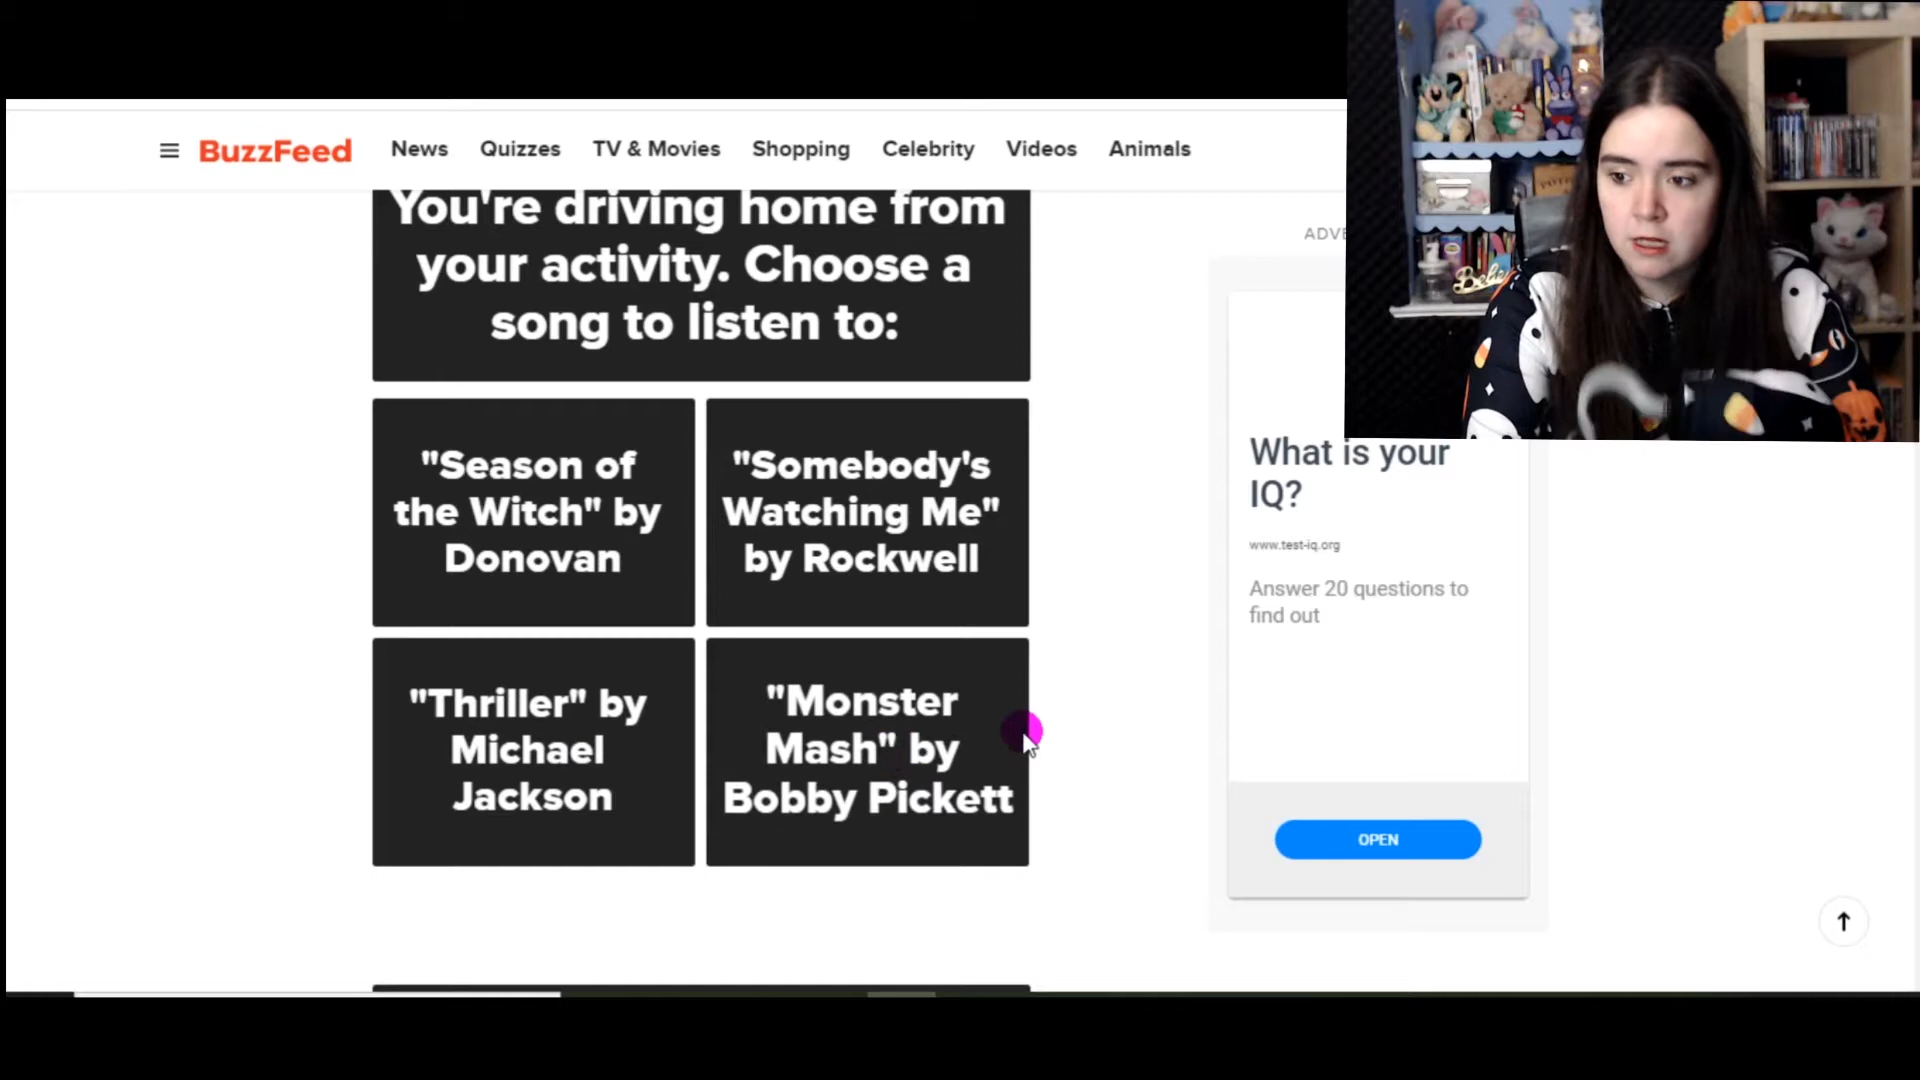 BuzzFeed
News
Quizzes
TV & Movies
Shopping
Celebrity
Videos
Animals
You're driving home from
your activity. Choose a
song to listen to:
"Season of
the Witch" by
Donovan
"Somebody's
Watching Me"
by Rockwell
"Thriller" by
Michael
Jackson
"Monster
Mash" by
Bobby Pickett
ADVE
What is your
IQ?
www.test-iq.org
Answer 20 questions to
find out
OPEN